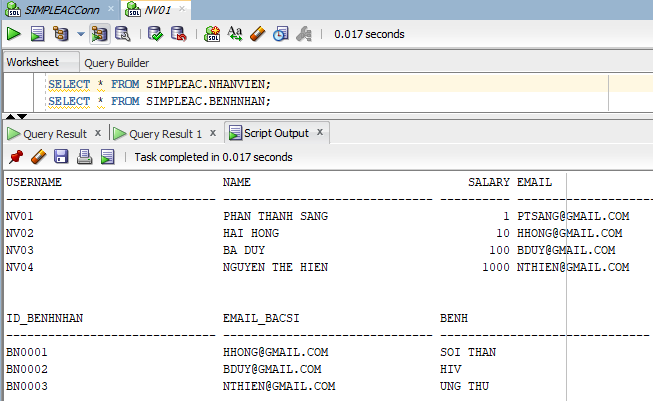 SIMPLEACConn
NV01
0.017 seconds
Worksheet Query Builder
SELECT * FROM SIMPLEAC.NHANVIEN;
SELECT * FROM SIMPLEAC.BENHNHAN;
Query Result x Query Result 1 x Script Output x
Task completed in 0.017 seconds
USERNAME NAME SALARY EMAIL
NV01 PHAN THANH SANG 1 PTSANG@GMAIL.COM
NV02 HAI HONG 10 HHONG@GMAIL.COM
NV03 BA DUY 100 BDUY@GMAIL.COM
NV04 NGUYEN THE HIEN 1000 NTHIEN@GMAIL.COM
ID_BENHNHAN EMAIL_BACSI BENH
BN0001 HHONG@GMAIL.COM SOI THAN
BN0002 BDUY@GMAIL.COM HIV
BN0003 NTHIEN@GMAIL.COM UNG THU